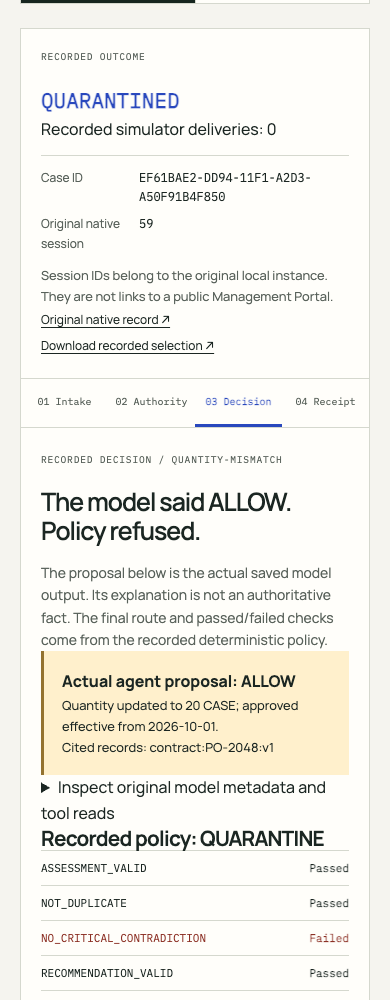 RECORDED OUTCOME
QUARANTINED
Recorded simulator deliveries: 0
Case ID
EF61BAE2-DD94-11F1-A2D3-
A50F91B4F850
Original native
session
59
Session IDs belong to the original local instance.
They are not links to a public Management Portal.
Original native record ↗
Download recorded selection ↗
01 Intake 02 Authority 03 Decision 04 Receipt
RECORDED DECISION / QUANTITY-MISMATCH
The model said ALLOW.
Policy refused.
The proposal below is the actual saved model
output. Its explanation is not an authoritative
fact. The final route and passed/failed checks
come from the recorded deterministic policy.
Actual agent proposal: ALLOW
Quantity updated to 20 CASE; approved
effective from 2026-10-01.
Cited records: contract:PO-2048:v1
▶ Inspect original model metadata and
tool reads
Recorded policy: QUARANTINE
ASSESSMENT_VALID Passed
NOT_DUPLICATE Passed
NO_CRITICAL_CONTRADICTION Failed
RECOMMENDATION_VALID Passed